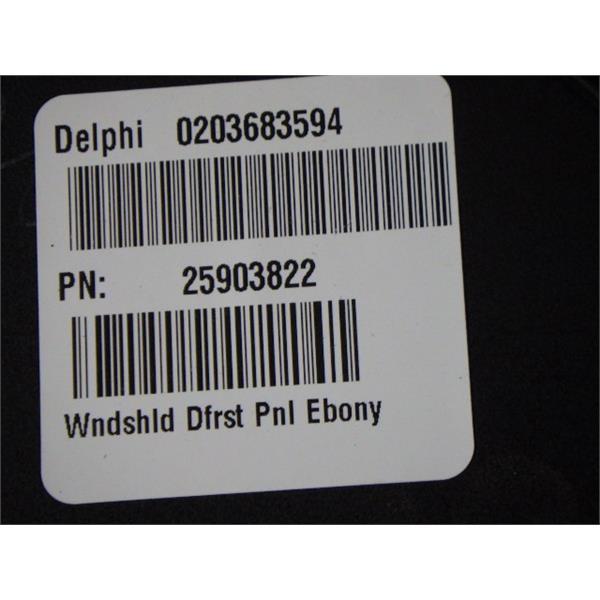 Delphi 0203683594
PN: 25903822
Wndshld Dfrst Pnl Ebony